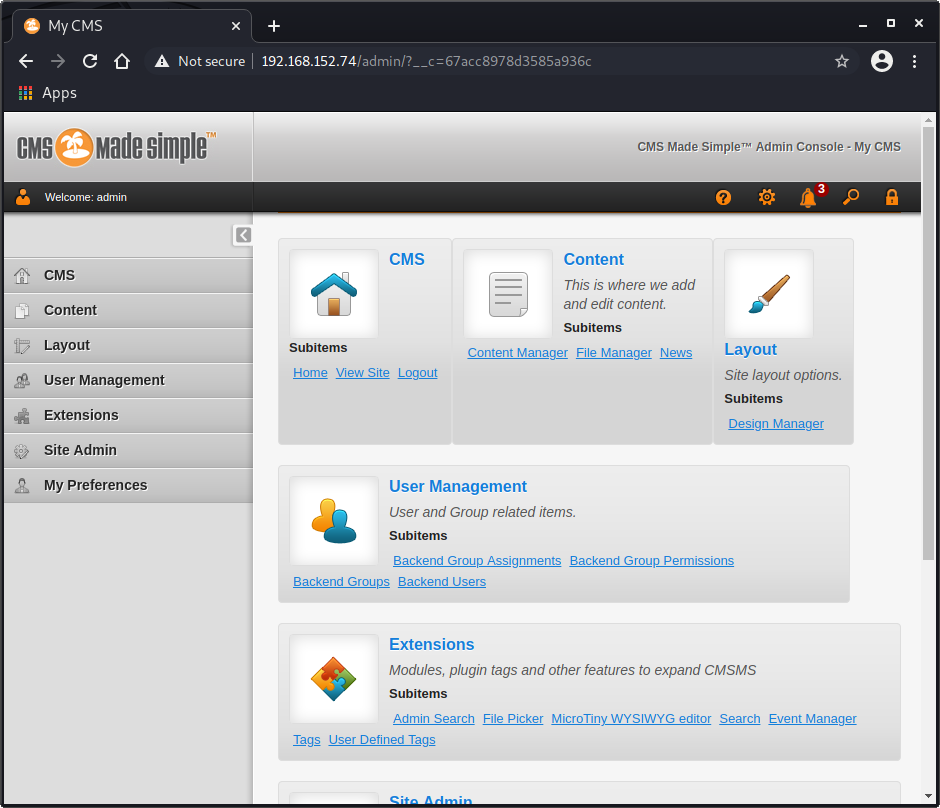 My CMS
Not secure 192.168.152.74/admin/?__c=67acc8978d3585a936c
Apps
CMS made simple™
CMS Made Simple™ Admin Console - My CMS
Welcome: admin
3
CMS
Content
Layout
User Management
Extensions
Site Admin
My Preferences
CMS
Subitems
Home View Site Logout
Content
This is where we add
and edit content.
Subitems
Content Manager File Manager News
Layout
Site layout options.
Subitems
Design Manager
User Management
User and Group related items.
Subitems
Backend Group Assignments Backend Group Permissions
Backend Groups Backend Users
Extensions
Modules, plugin tags and other features to expand CMSMS
Subitems
Admin Search File Picker MicroTiny WYSIWYG editor Search Event Manager
Tags User Defined Tags
Site Admin